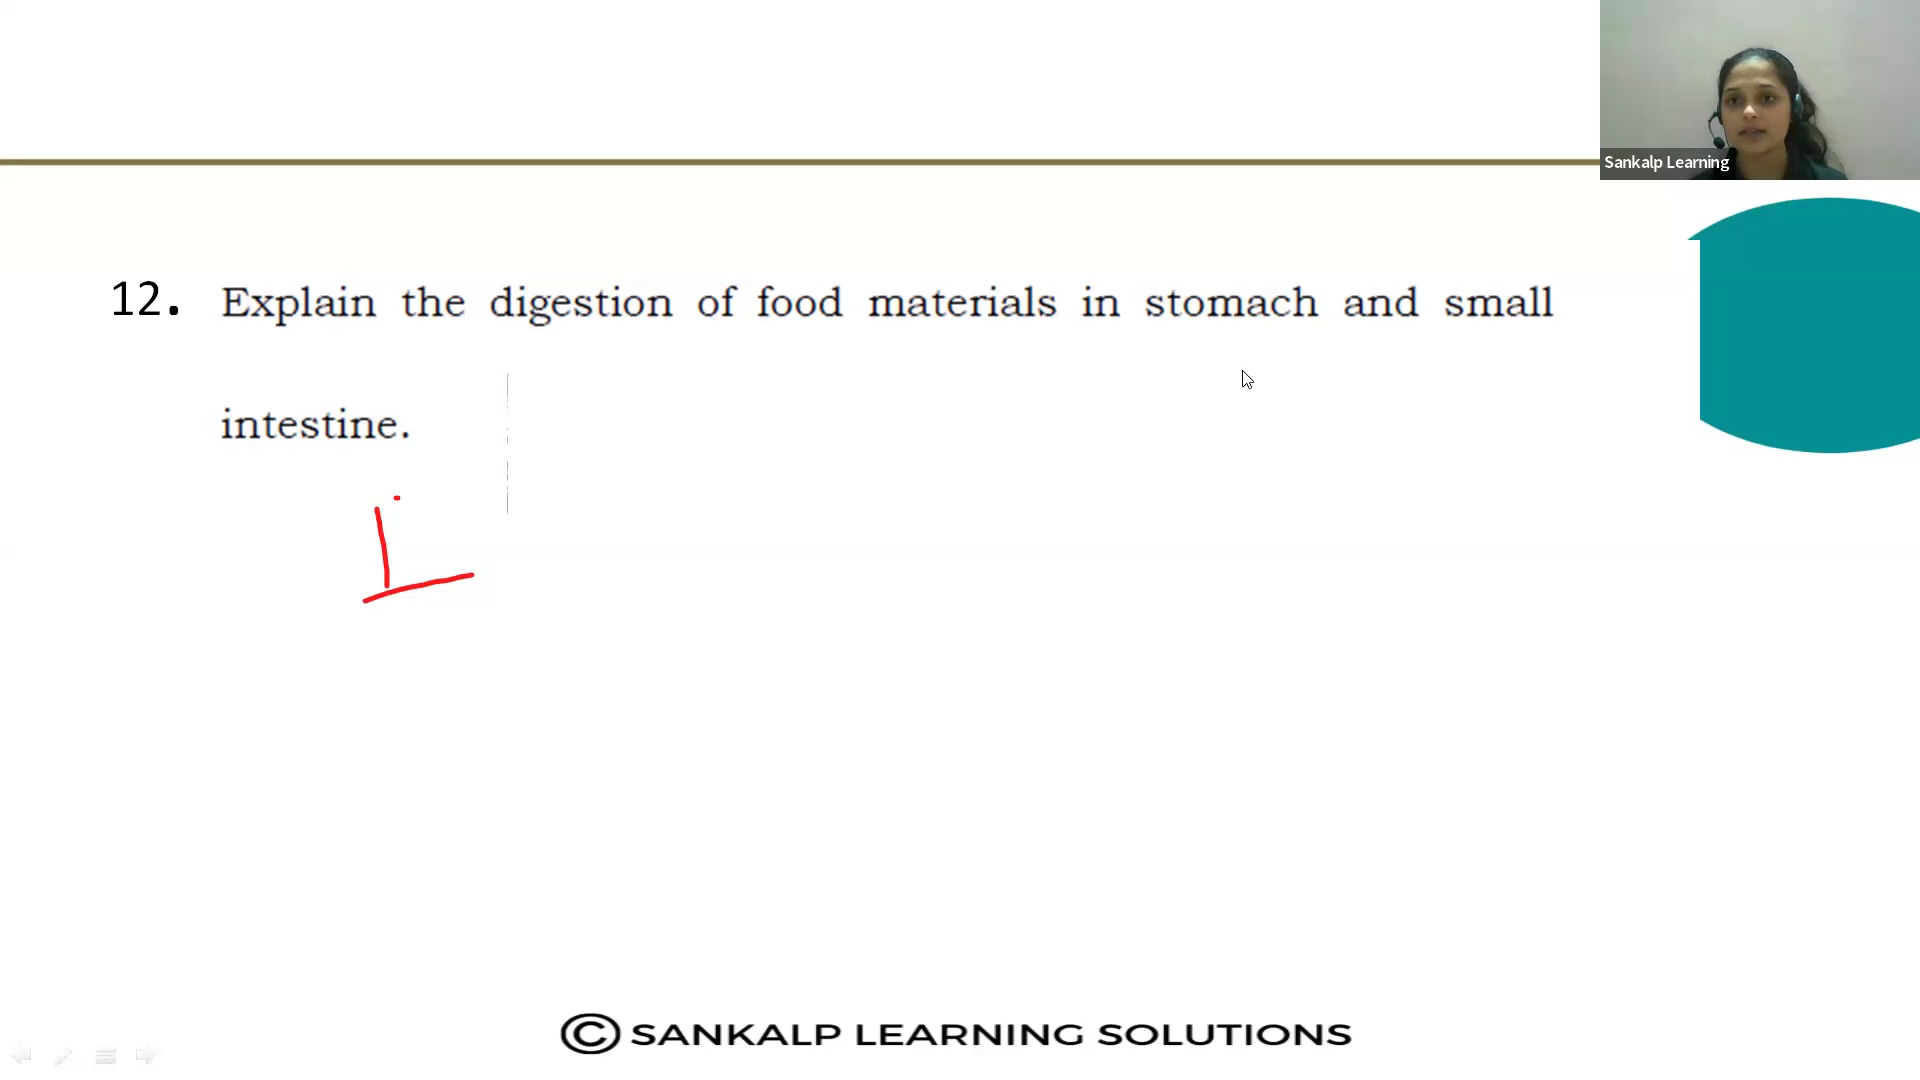 Sankalp Learning
12. Explain the digestion of food materials in stomach and small
intestine.
© SANKALP LEARNING SOLUTIONS